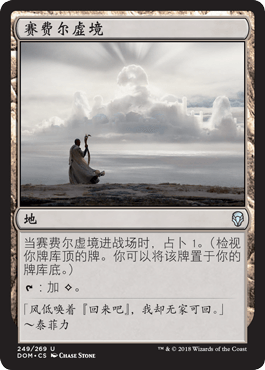 赛费尔虚境
地
当赛费尔虚境进战场时，占卜 1。（检视
你牌库顶的牌。你可以将该牌置于你的
牌库底。）
：加 。
「风低唤着『回来吧』，我却无家可回。」
～泰菲力
249/269 U
DOM • CS CHASE STONE
™ & © 2018 Wizards of the Coast